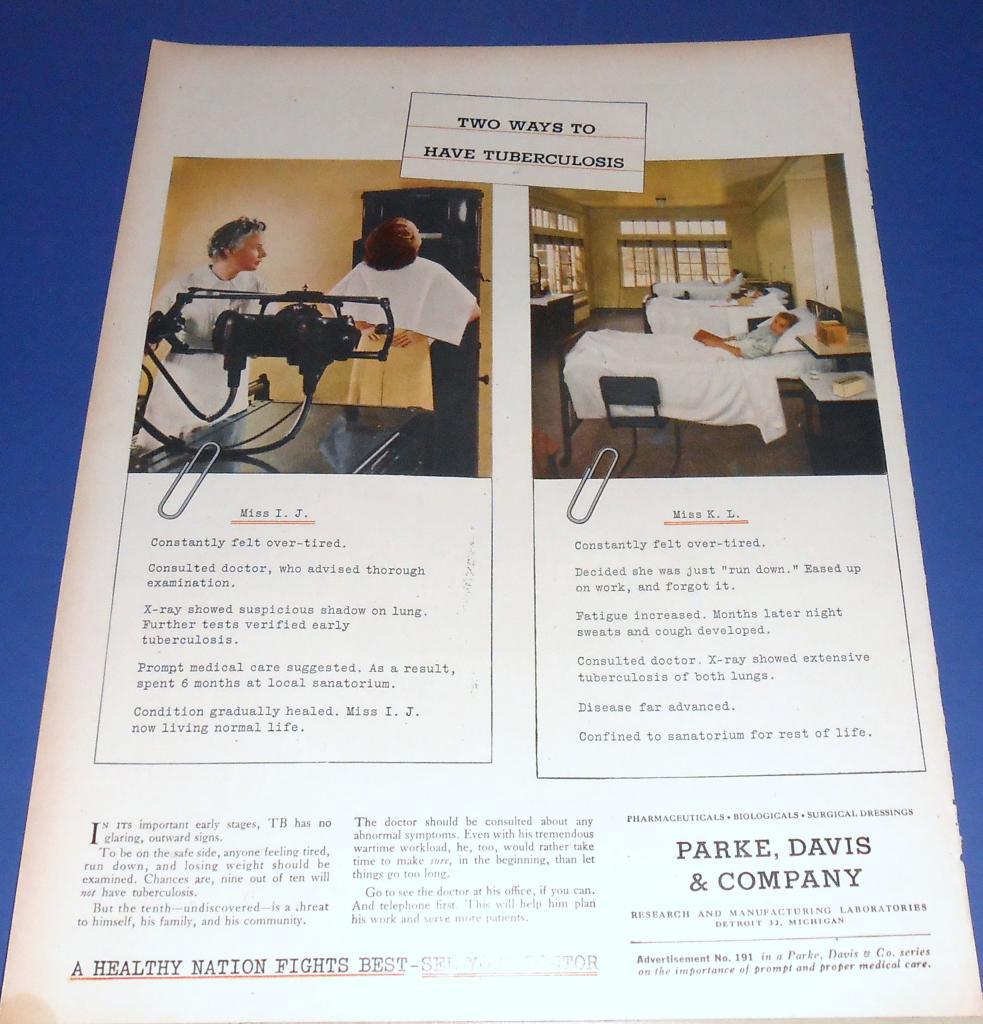 TWO WAYS TO
HAVE TUBERCULOSIS
Miss I. J.
Constantly felt over-tired.
Consulted doctor, who advised thorough
examination.
X-ray showed suspicious shadow on lung.
Further tests verified early
tuberculosis.
Prompt medical care suggested. As a result,
spent 6 months at local sanatorium.
Condition gradually healed. Miss I. J.
now living normal life.
Miss K. L.
Constantly felt over-tired.
Decided she was just "run down." Eased up
on work, and forgot it.
Fatigue increased. Months later night
sweats and cough developed.
Consulted doctor. X-ray showed extensive
tuberculosis of both lungs.
Disease far advanced.
Confined to sanatorium for rest of life.
IN ITS important early stages, TB has no
glaring, outward signs.
To be on the safe side, anyone feeling tired,
run down, and losing weight should be
examined. Chances are, nine out of ten will
not have tuberculosis.
But the tenth—undiscovered—is a threat
to himself, his family, and his community.
The doctor should be consulted about any
abnormal symptoms. Even with his tremendous
wartime workload, he, too, would rather take
time to make sure, in the beginning, than let
things go too long.
Go to see the doctor at his office, if you can.
And telephone first. This will help him plan
his work and serve more patients.
A HEALTHY NATION FIGHTS BEST-SEE YOUR DOCTOR
PHARMACEUTICALS • BIOLOGICALS • SURGICAL DRESSINGS
PARKE, DAVIS
& COMPANY
RESEARCH AND MANUFACTURING LABORATORIES
DETROIT 32, MICHIGAN
Advertisement No. 191 in a Parke, Davis & Co. series
on the importance of prompt and proper medical care.